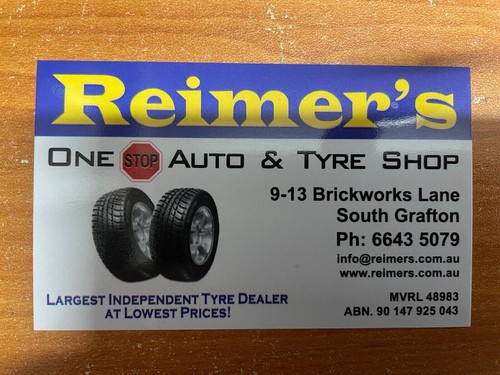 Reimer's
ONE STOP AUTO & TYRE SHOP
9-13 Brickworks Lane
South Grafton
Ph: 6643 5079
info@reimers.com.au
www.reimers.com.au
LARGEST INDEPENDENT TYRE DEALER
AT LOWEST PRICES!
MVRL 48983
ABN. 90 147 925 043